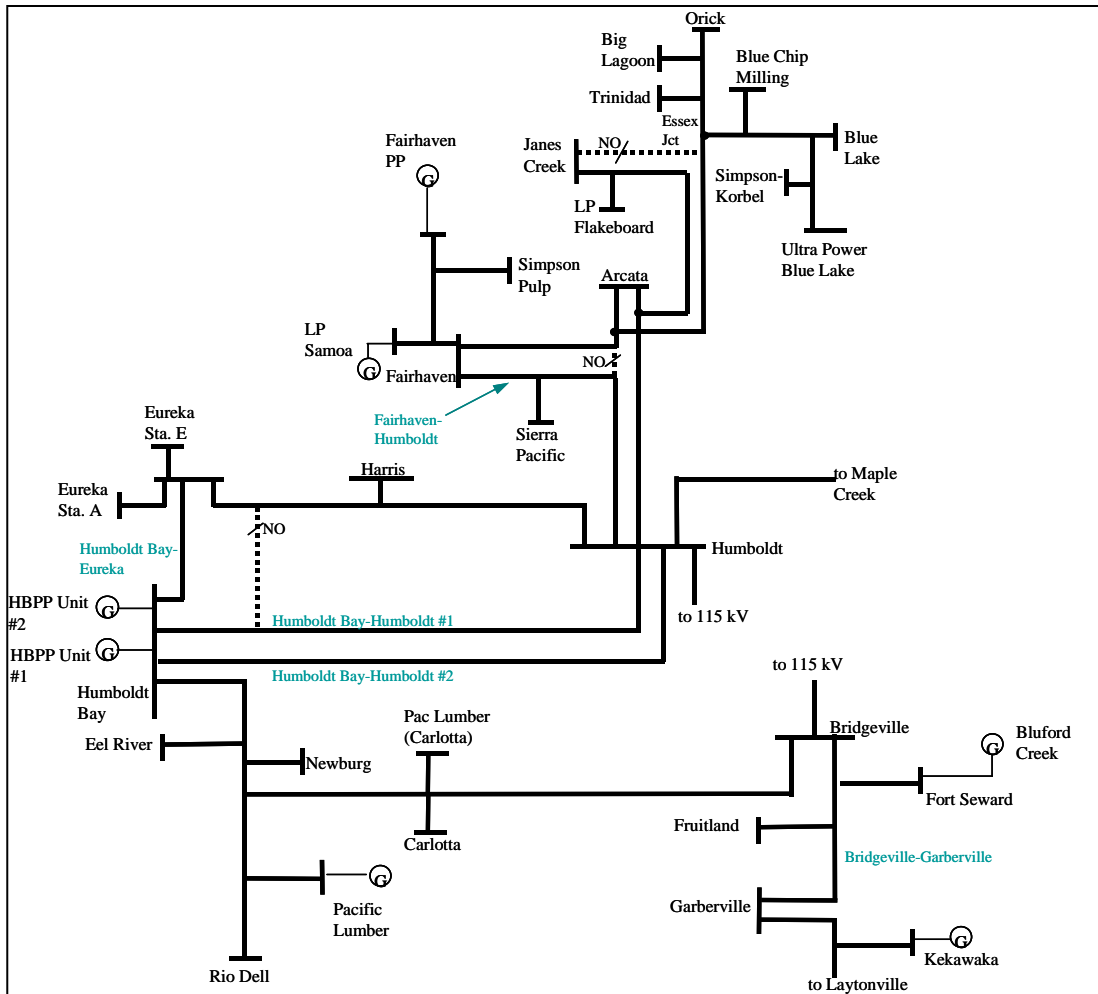 Orick
Big
Lagoon
Blue Chip
Milling
Trinidad
Essex
Jct
Fairhaven
PP
G
Janes
Creek
NO
Blue
Lake
Simpson-
Korbel
LP
Flakeboard
Ultra Power
Blue Lake
Simpson
Pulp
Arcata
LP
Samoa
G
Fairhaven
NO
Fairhaven-
Humboldt
Sierra
Pacific
Eureka
Sta. E
Harris
to Maple
Creek
Eureka
Sta. A
NO
Humboldt Bay-
Eureka
Humboldt
HBPP Unit
#2
G
Humboldt Bay-Humboldt #1
to 115 kV
HBPP Unit
#1
G
Humboldt Bay-Humboldt #2
Humboldt
Bay
to 115 kV
Pac Lumber
(Carlotta)
Bridgeville
G
Bluford
Creek
Eel River
Newburg
Fort Seward
Carlotta
Fruitland
Bridgeville-Garberville
G
Pacific
Lumber
Garberville
G
Kekawaka
Rio Dell
to Laytonville